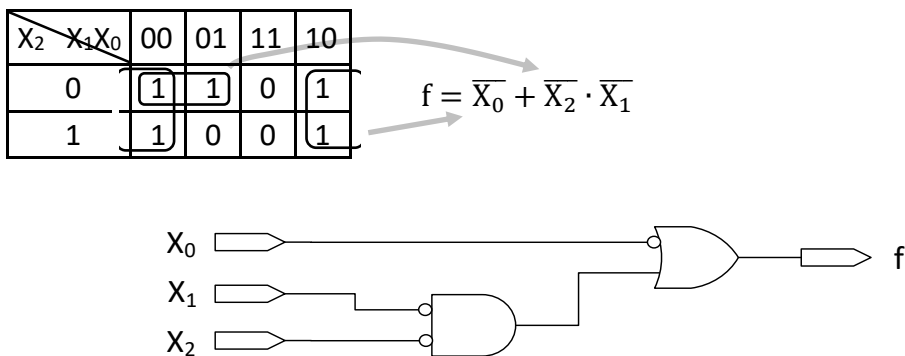 X₂ X₁X₀ 00 01 11 10
0 1 1 0 1
1 1 0 0 1
f = X̅₀ + X̅₂ · X̅₁
X₀
f
X₁
X₂